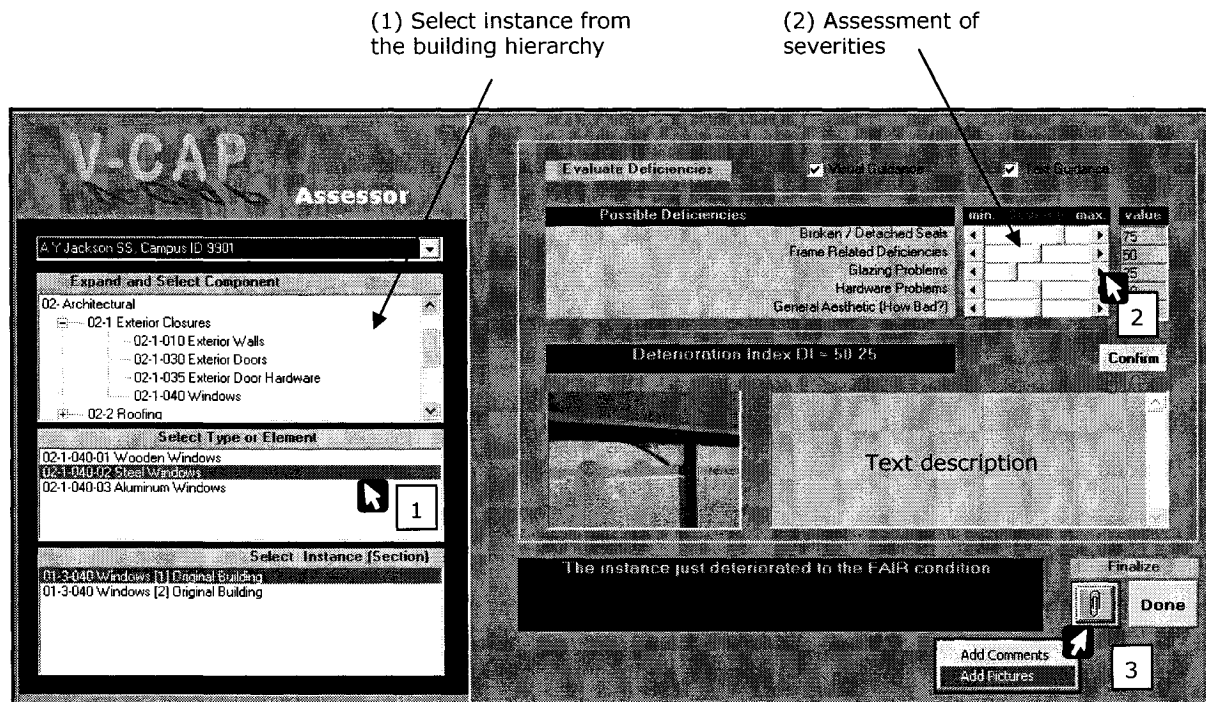 (1) Select instance from
the building hierarchy
(2) Assessment of
severities
V-CAP
Assessor
A Y Jackson SS, Campus ID 9901
Expand and Select Component
02- Architectural
02-1 Exterior Closures
02-1-010 Exterior Walls
02-1-030 Exterior Doors
02-1-035 Exterior Door Hardware
02-1-040 Windows
02-2 Roofing
Select Type or Element
02-1-040-01 Wooden Windows
02-1-040-02 Steel Windows
02-1-040-03 Aluminum Windows
1
Select Instance (Section)
01-3-040 Windows [1] Original Building
01-3-040 Windows [2] Original Building
Evaluate Deficiencies
Visual Guidance
Text Guidance
Possible Deficiencies
min.
max.
value
Broken / Detached Seals
75
Frame Related Deficiencies
50
Glazing Problems
Hardware Problems
General Aesthetic (How Bad?)
2
Deterioration Index DI = 50.25
Confirm
Text description
The instance just deteriorated to the FAIR condition
Finalize
Done
Add Comments
Add Pictures
3